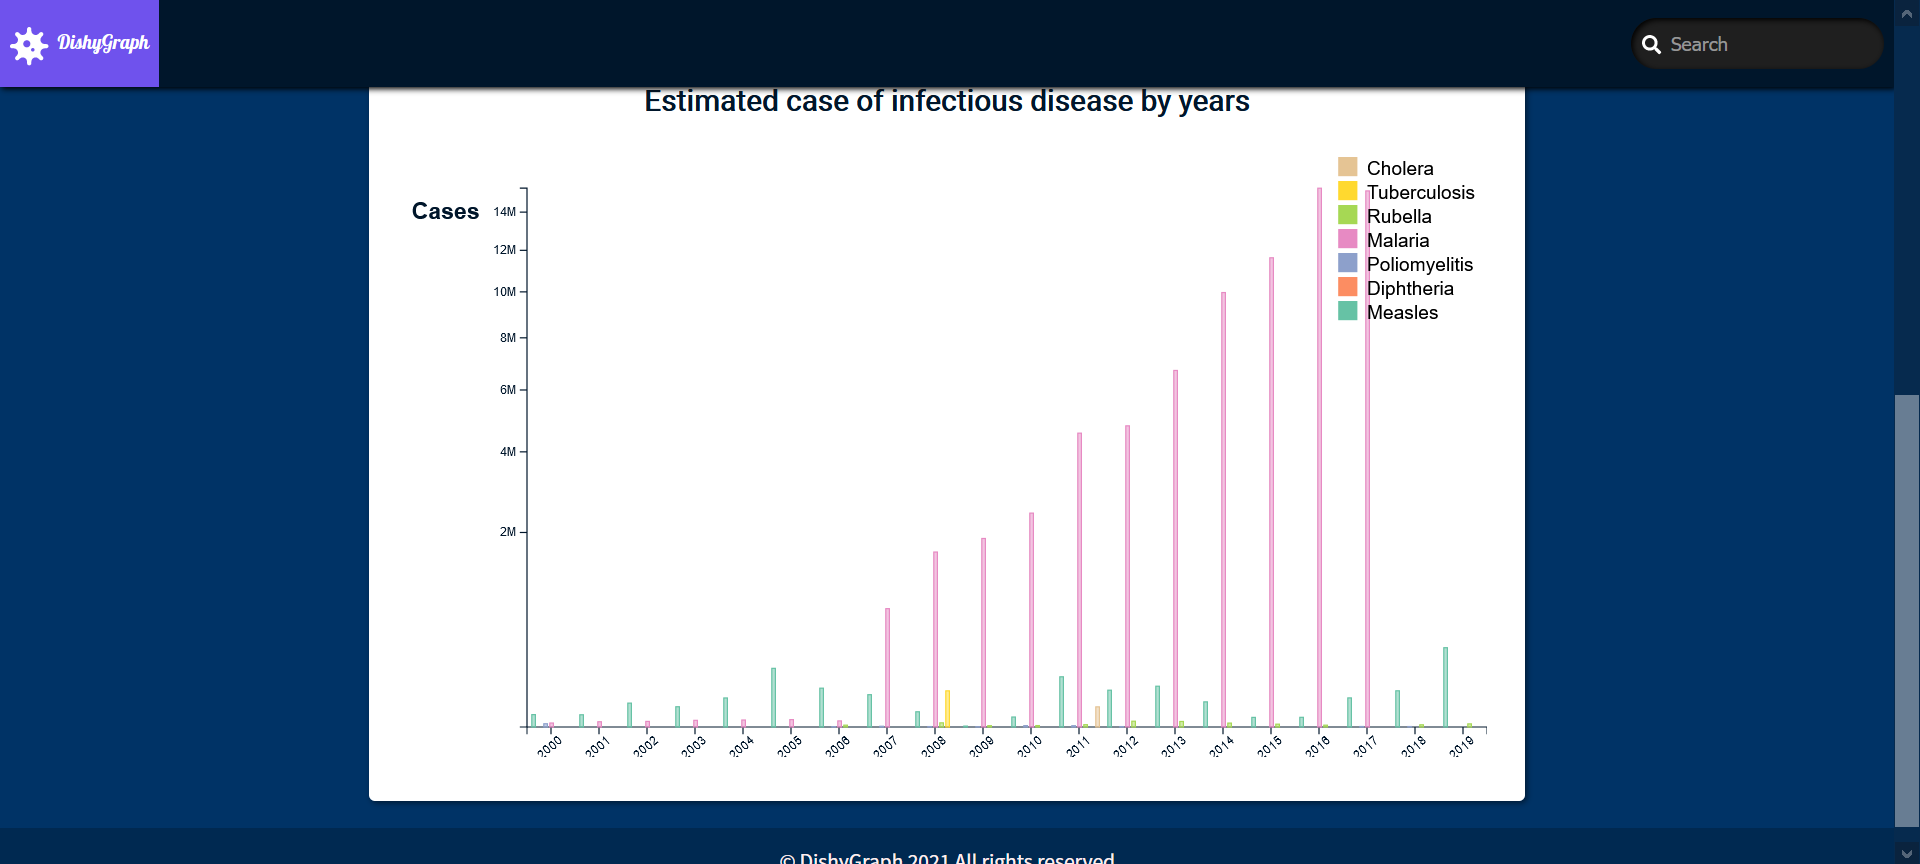 DishyGraph
Search
Estimated case of infectious disease by years
Cholera
Tuberculosis
Rubella
Malaria
Poliomyelitis
Diphtheria
Measles
Cases
14M
12M
10M
8M
6M
4M
2M
2000 2001 2002 2003 2004 2005 2006 2007 2008 2009 2010 2011 2012 2013 2014 2015 2016 2017 2018 2019
© DishyGraph 2021 All rights reserved